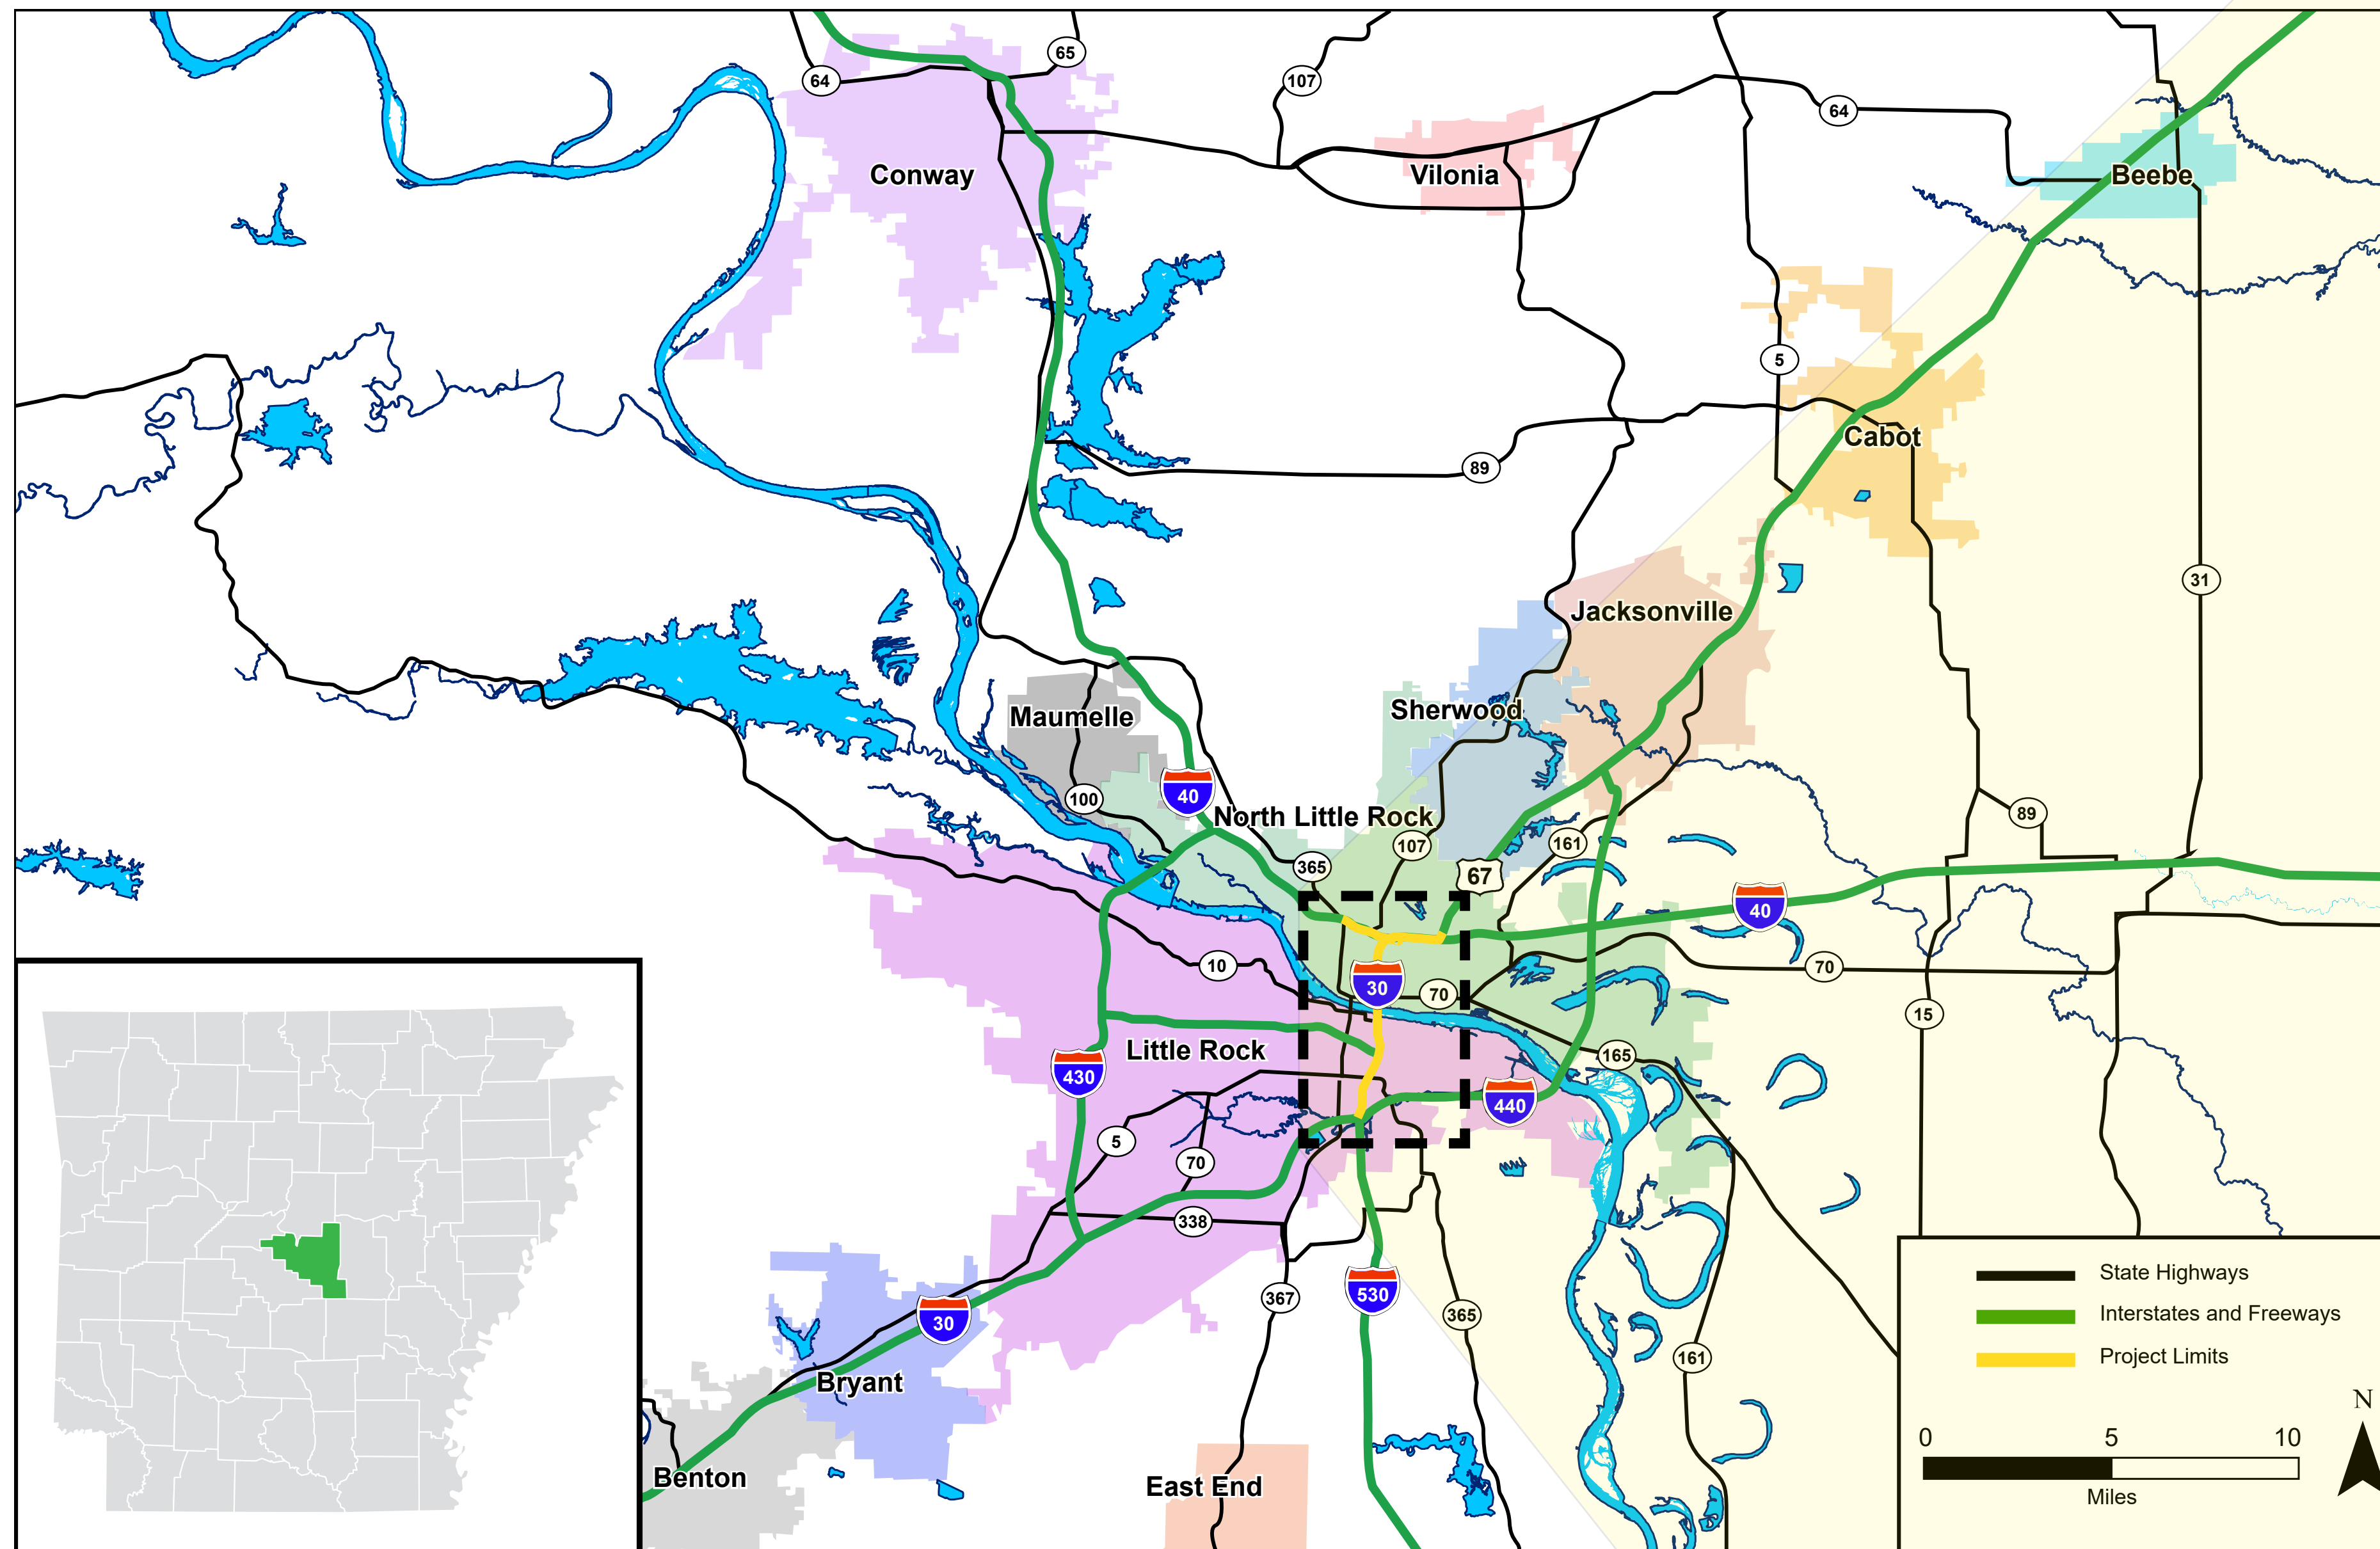 65
64
107
64
Conway
Vilonia
Beebe
5
Cabot
89
31
Jacksonville
Maumelle
Sherwood
40
100
North Little Rock
107
161
89
365
67
40
10
30
70
70
15
Little Rock
430
165
440
5
70
338
530
367
365
30
161
Bryant
Benton
East End
State Highways
Interstates and Freeways
Project Limits
N
0 5 10
Miles